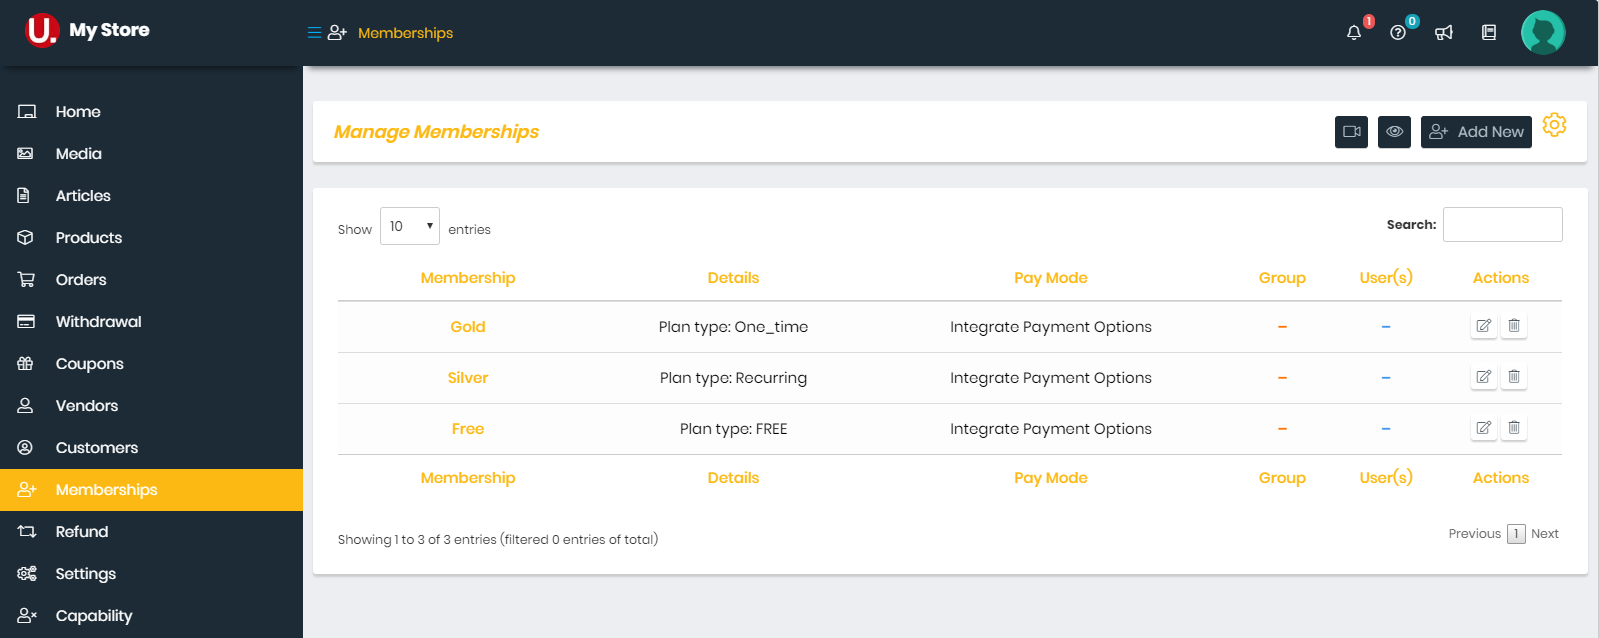 U. My Store
Memberships
1
0
Home
Media
Articles
Products
Orders
Withdrawal
Coupons
Vendors
Customers
Memberships
Refund
Settings
Capability
Manage Memberships
Add New
Show 10 entries
Search:
Membership Details Pay Mode Group User(s) Actions
Gold Plan type: One_time Integrate Payment Options – –
Silver Plan type: Recurring Integrate Payment Options – –
Free Plan type: FREE Integrate Payment Options – –
Membership Details Pay Mode Group User(s) Actions
Showing 1 to 3 of 3 entries (filtered 0 entries of total)
Previous 1 Next